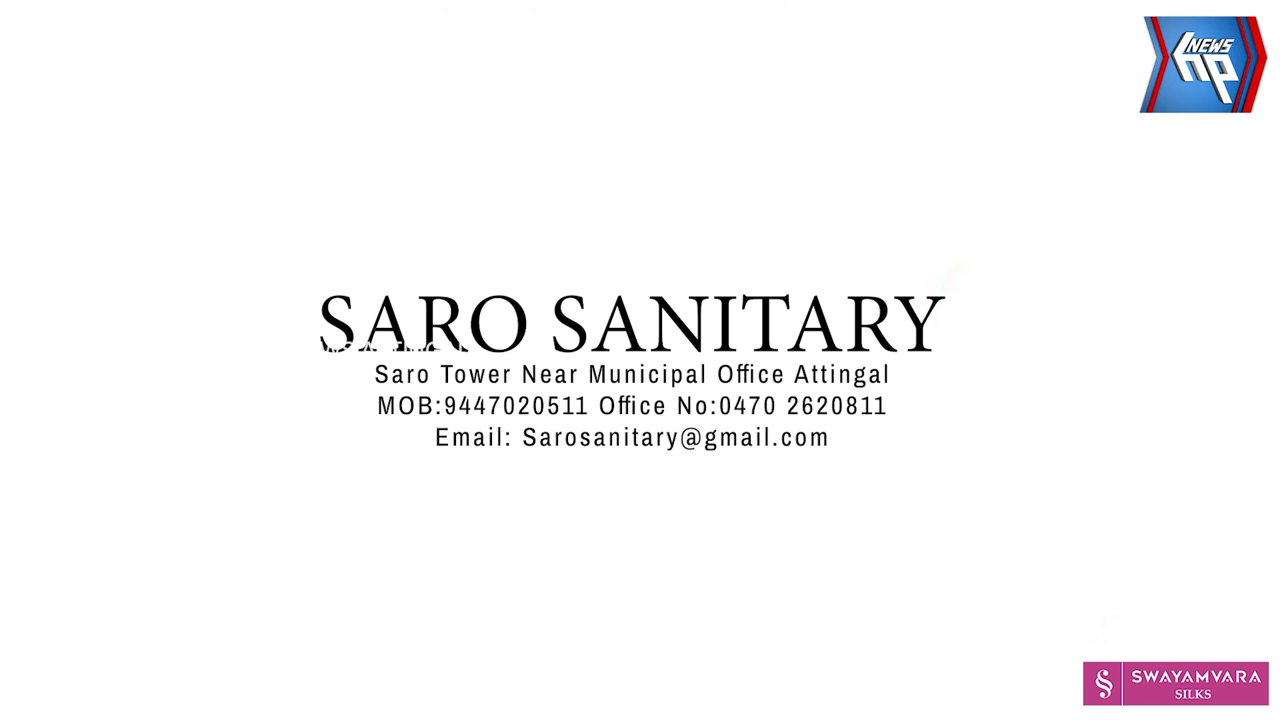 NEWS
np
SARO SANITARY
Saro Tower Near Municipal Office Attingal
MOB:9447020511 Office No:0470 2620811
Email: Sarosanitary@gmail.com
SWAYAMVARA
SILKS